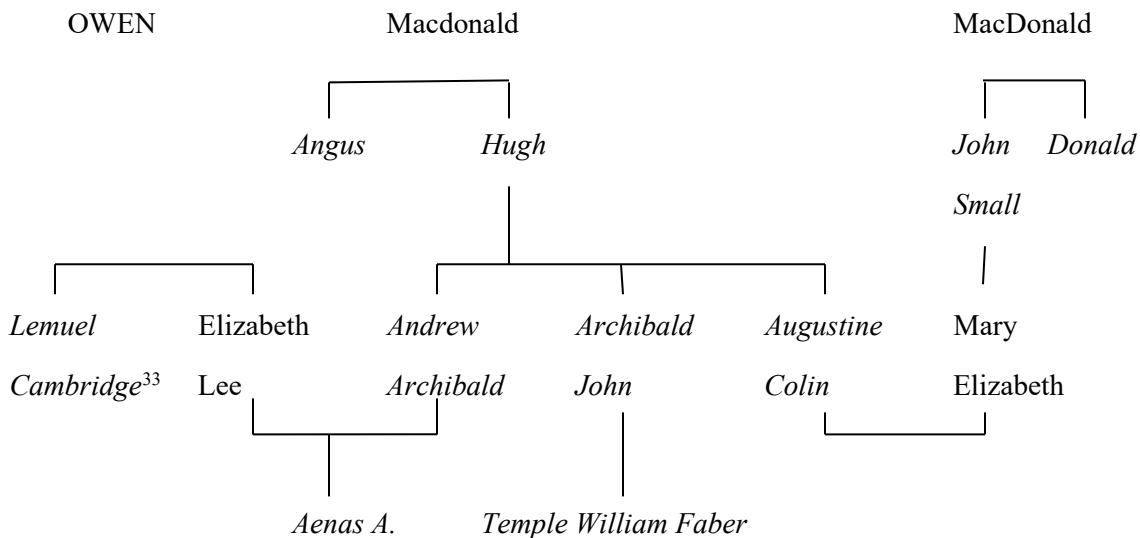 OWEN Macdonald MacDonald
Angus Hugh John Donald
Small
Lemuel Elizabeth Andrew Archibald Augustine Mary
Cambridge33 Lee Archibald John Colin Elizabeth
Aenas A. Temple William Faber